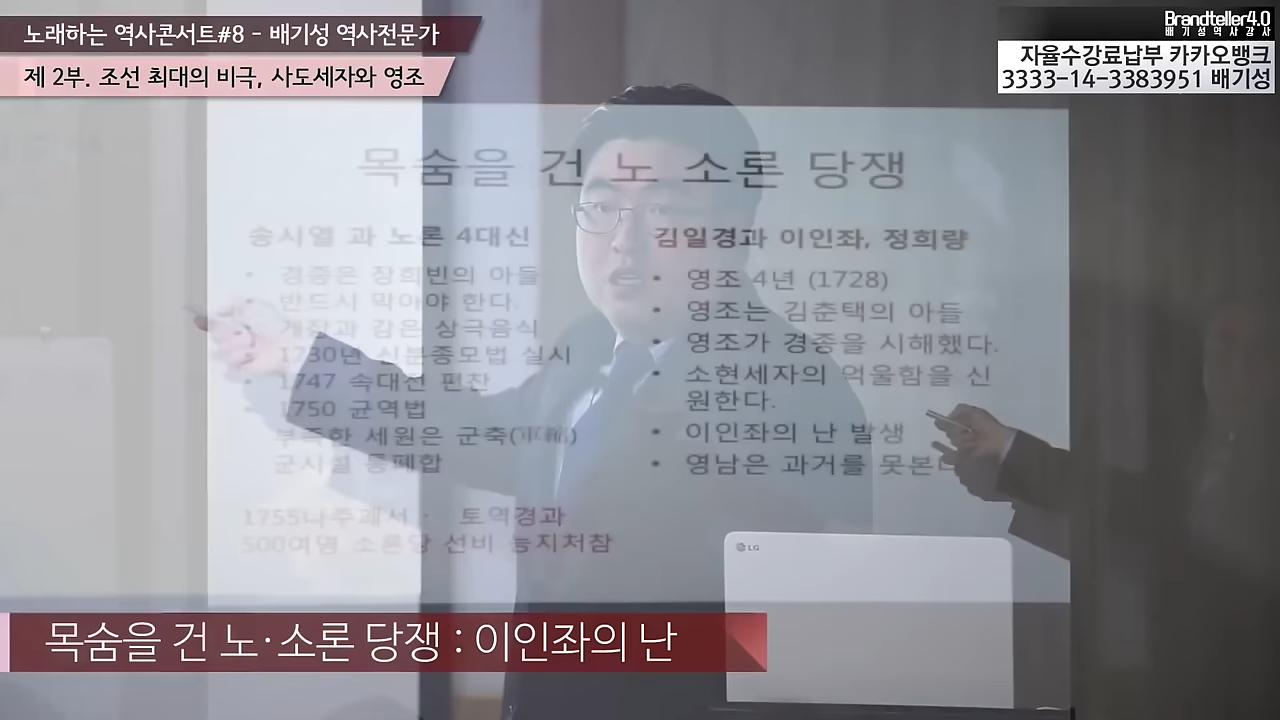 노래하는 역사콘서트#8 - 배기성 역사전문가
제 2부. 조선 최대의 비극, 사도세자와 영조
Brandteller4.0
배기성역사강사
자율수강료납부 카카오뱅크
3333-14-3383951 배기성
목숨을 건 노 소론 당쟁
송시열 과 노론 4대신
경종은 장희빈의 아들
반드시 막아야 한다.
게장과 감은 상극음식
1730년 신분종모법 실시
1747 속대선 편찬
1750 균역법
부족한 세원은 군축(軍縮)
군시설 통폐합
1755나주괘서 · 토역경과
500여명 소론당 선비 능지처참
김일경과 이인좌, 정희량
영조 4년 (1728)
영조는 김춘택의 아들
영조가 경종을 시해했다.
소현세자의 억울함을 신
원한다.
이인좌의 난 발생
영남은 과거를 못본다
LG
목숨을 건 노·소론 당쟁 : 이인좌의 난